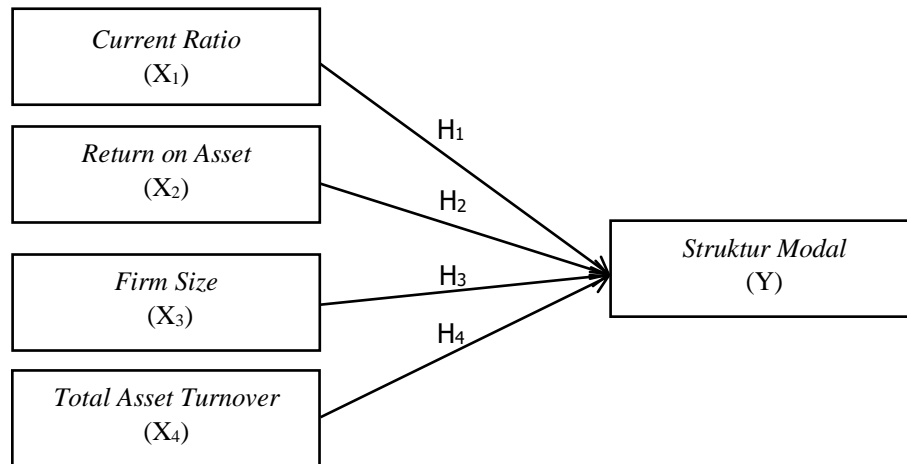 Current Ratio
(X₁)
H₁
Return on Asset
(X₂)
H₂
Struktur Modal
(Y)
Firm Size
(X₃)
H₃
H₄
Total Asset Turnover
(X₄)